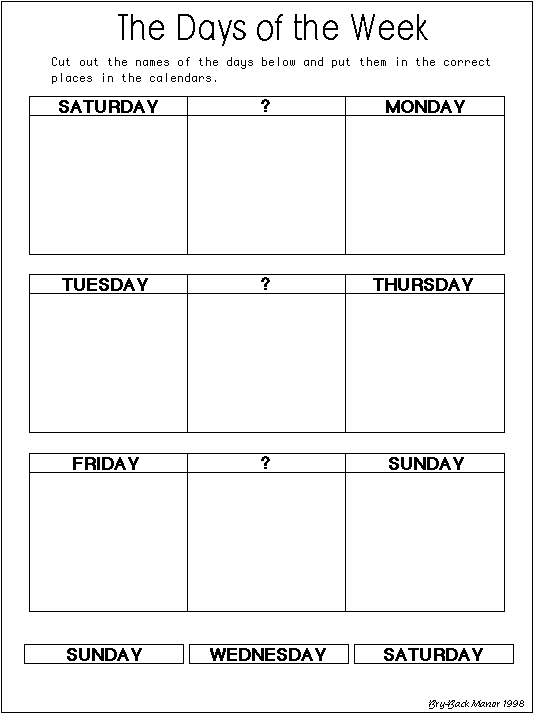 The Days of the Week
Cut out the names of the days below and put them in the correct
places in the calendars.
SATURDAY ? MONDAY
TUESDAY ? THURSDAY
FRIDAY ? SUNDAY
SUNDAY WEDNESDAY SATURDAY
Bry-Back Manor 1998